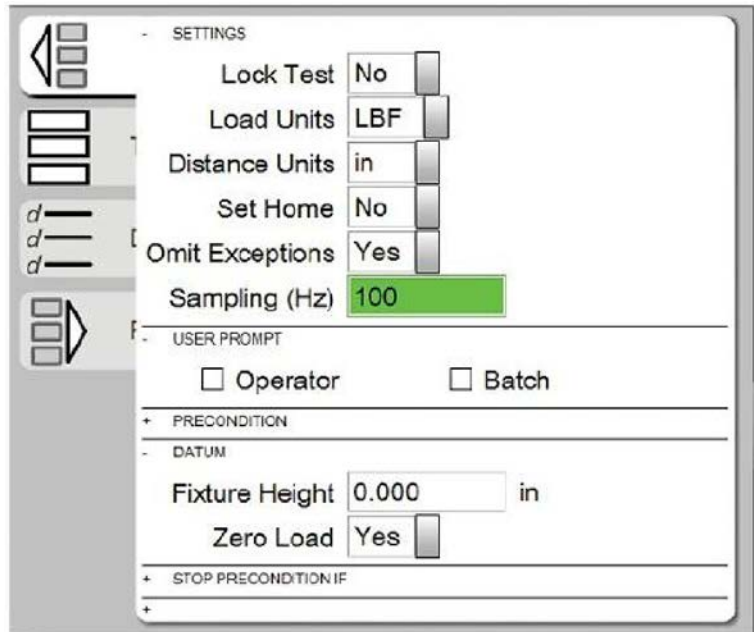 - SETTINGS
Lock Test No
Load Units LBF
Distance Units in
Set Home No
Omit Exceptions Yes
Sampling (Hz) 100
- USER PROMPT
Operator Batch
+ PRECONDITION
- DATUM
Fixture Height 0.000 in
Zero Load Yes
+ STOP PRECONDITION IF
+
d
d
d